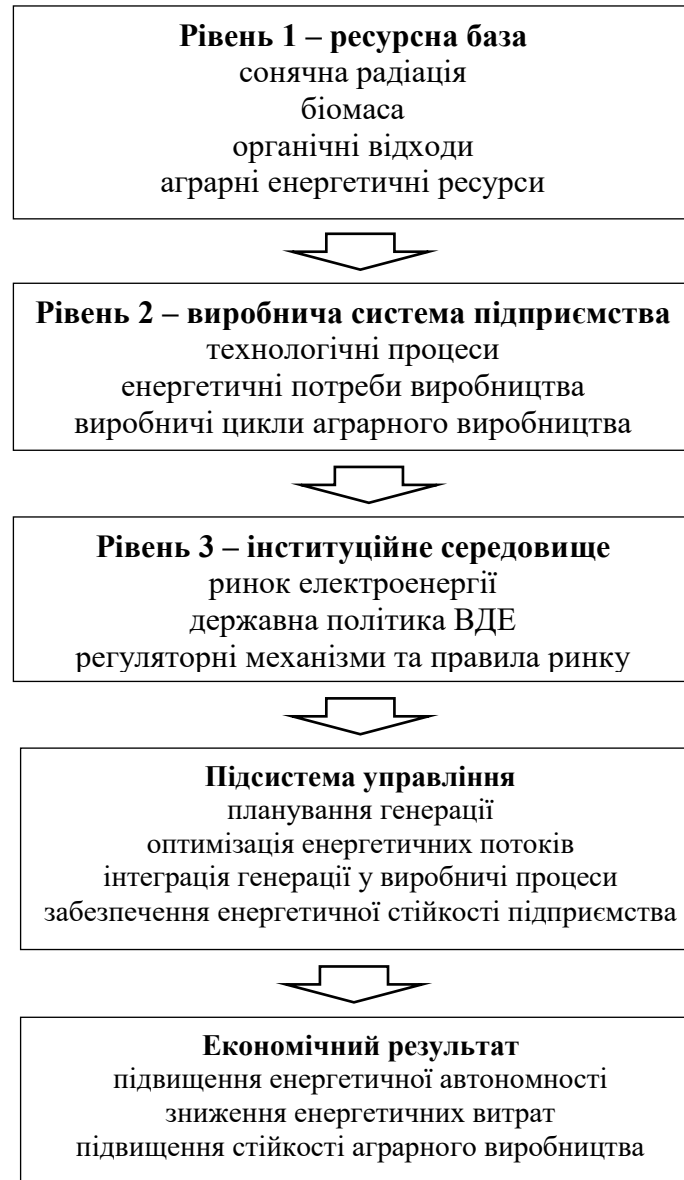 Рівень 1 – ресурсна база
сонячна радіація
біомаса
органічні відходи
аграрні енергетичні ресурси
Рівень 2 – виробнича система підприємства
технологічні процеси
енергетичні потреби виробництва
виробничі цикли аграрного виробництва
Рівень 3 – інституційне середовище
ринок електроенергії
державна політика ВДЕ
регуляторні механізми та правила ринку
Підсистема управління
планування генерації
оптимізація енергетичних потоків
інтеграція генерації у виробничі процеси
забезпечення енергетичної стійкості підприємства
Економічний результат
підвищення енергетичної автономності
зниження енергетичних витрат
підвищення стійкості аграрного виробництва